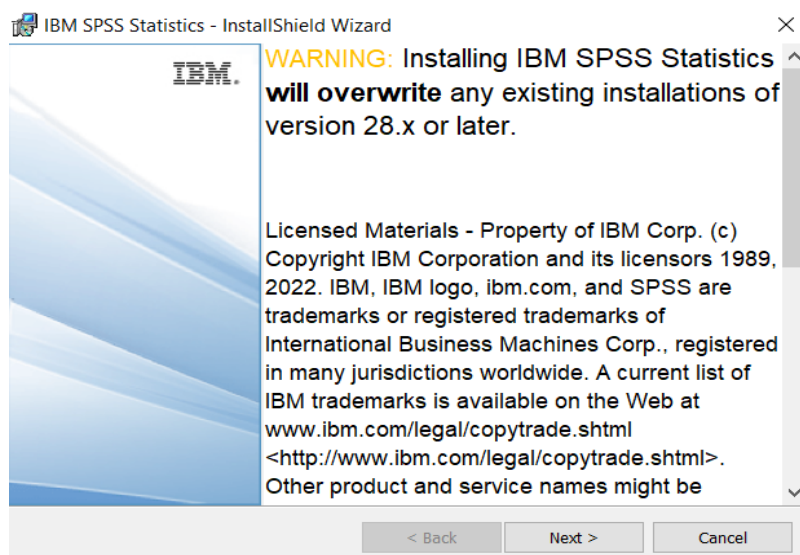 IBM SPSS Statistics - InstallShield Wizard
IBM.
WARNING: Installing IBM SPSS Statistics
will overwrite any existing installations of
version 28.x or later.
Licensed Materials - Property of IBM Corp. (c)
Copyright IBM Corporation and its licensors 1989,
2022. IBM, IBM logo, ibm.com, and SPSS are
trademarks or registered trademarks of
International Business Machines Corp., registered
in many jurisdictions worldwide. A current list of
IBM trademarks is available on the Web at
www.ibm.com/legal/copytrade.shtml
<http://www.ibm.com/legal/copytrade.shtml>.
Other product and service names might be
< Back
Next >
Cancel